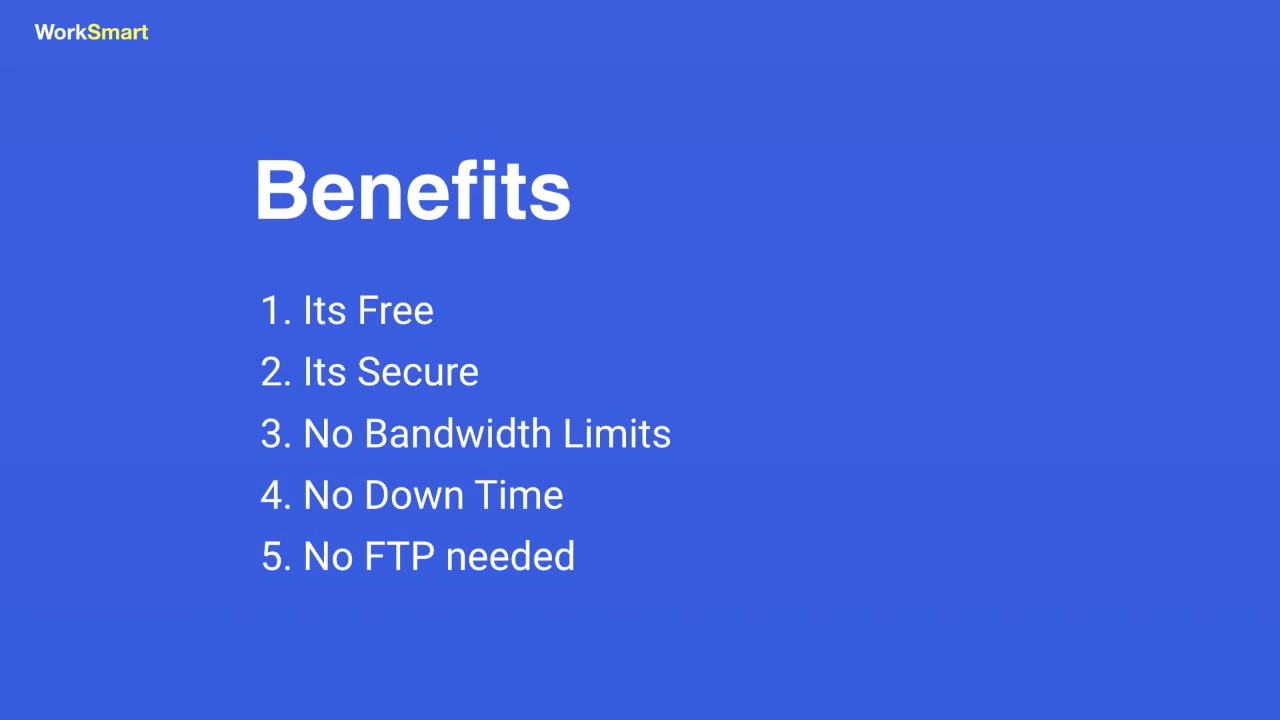 WorkSmart
Benefits
1. Its Free
2. Its Secure
3. No Bandwidth Limits
4. No Down Time
5. No FTP needed